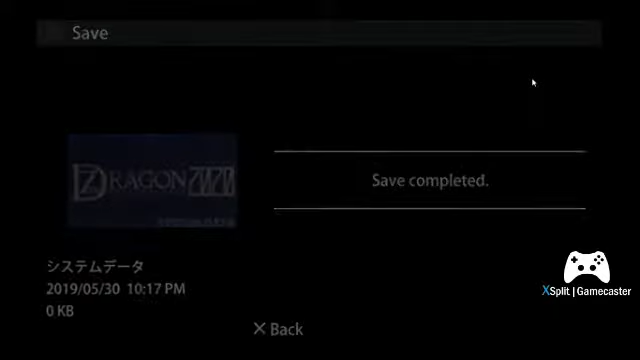 Save
Save completed.
システムデータ
2019/05/30 10:17 PM
0 KB
Back
XSplit | Gamecaster